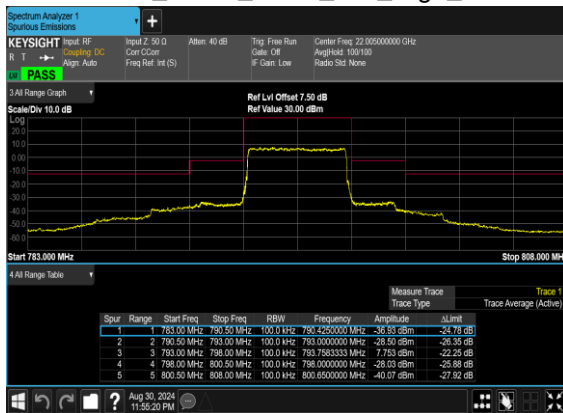 Spectrum Analyzer 1
Spurious Emissions
KEYSIGHT Input: RF Input Z: 50 Ω Atten: 40 dB Trig: Free Run Center Freq: 22.005000000 GHz
R T Coupling: DC Corr CCorr Gate: Off Avg|Hold: 100/100
Align: Auto Freq Ref: Int (S) IF Gain: Low Radio Std: None
PASS
3 All Range Graph
Ref Lvl Offset 7.50 dB
Scale/Div 10.0 dB Ref Value 30.00 dBm
Log
20.0
10.0
0.00
-10.0
-20.0
-30.0
-40.0
-50.0
-60.0
Start 783.000 MHz Stop 808.000 MH
4 All Range Table
Measure Trace Trace 1
Trace Type Trace Average (Active)
Spur Range Start Freq Stop Freq RBW Frequency Amplitude ΔLimit
1 1 783.00 MHz 790.50 MHz 100.0 kHz 790.4250000 MHz -36.93 dBm -24.78 dB
2 2 790.50 MHz 793.00 MHz 100.0 kHz 793.0000000 MHz -28.50 dBm -26.35 dB
3 3 793.00 MHz 798.00 MHz 100.0 kHz 793.7583333 MHz 7.753 dBm -22.25 dB
4 4 798.00 MHz 800.50 MHz 100.0 kHz 798.0000000 MHz -28.03 dBm -25.88 dB
5 5 800.50 MHz 808.00 MHz 100.0 kHz 800.6500000 MHz -40.07 dBm -27.92 dB
Aug 30, 2024
11:55:20 PM